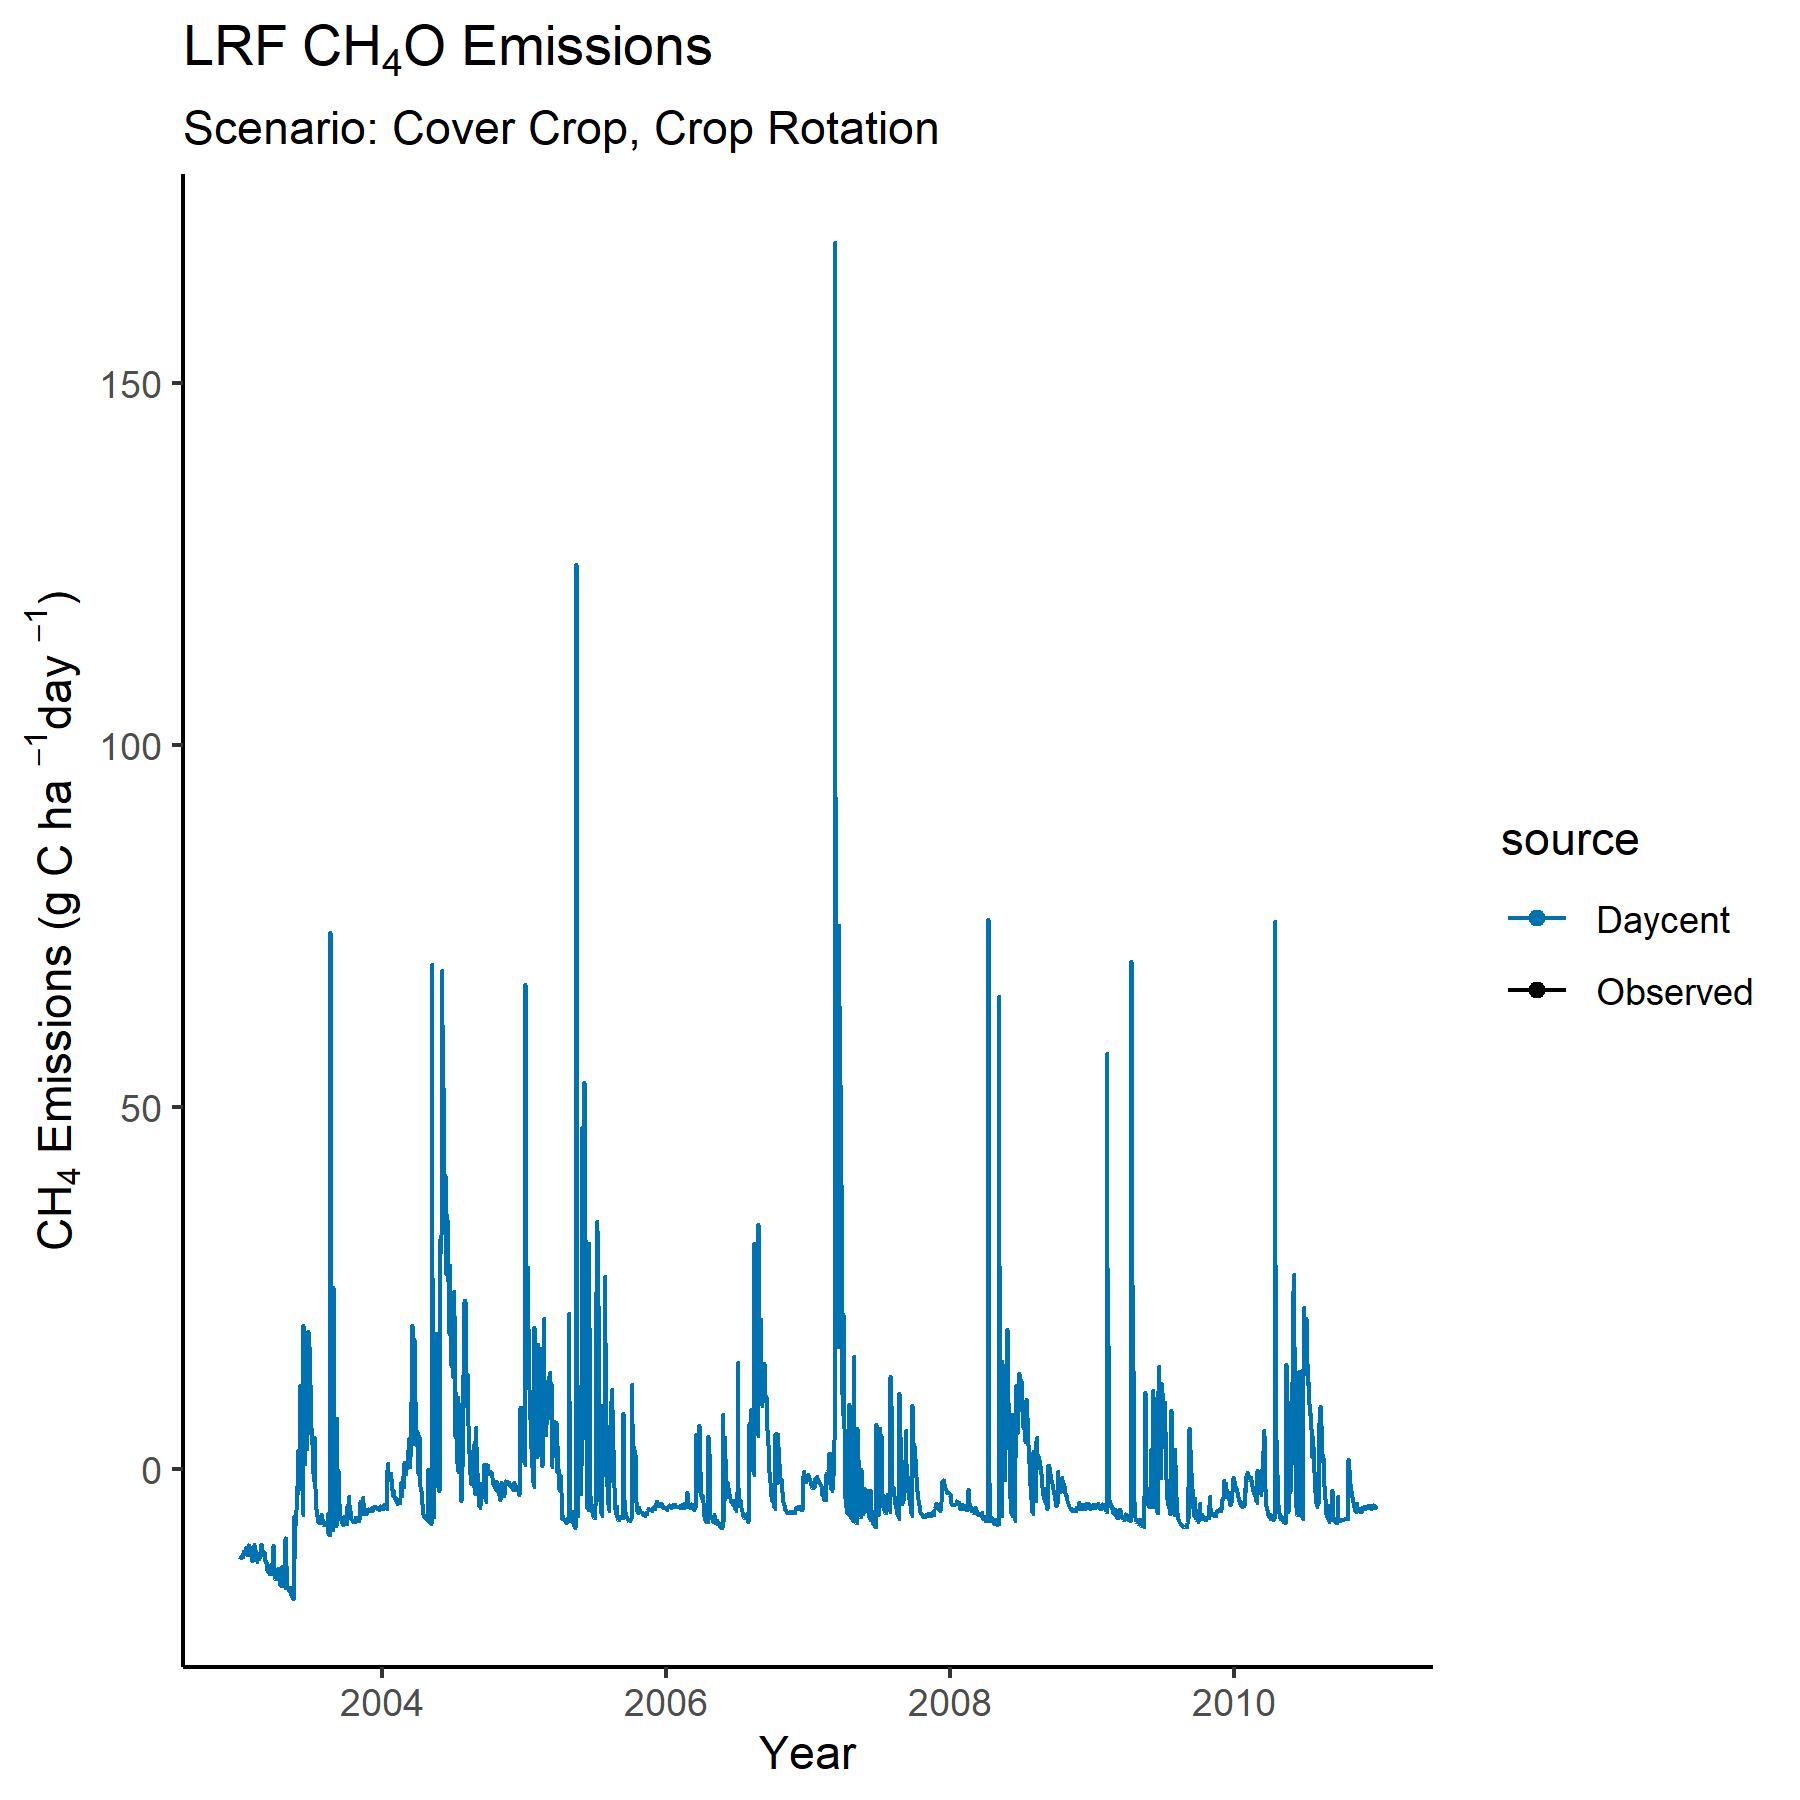 LRF CH₄O Emissions
Scenario: Cover Crop, Crop Rotation
CH₄ Emissions (g C ha ⁻¹day ⁻¹)
150
100
50
0
2004 2006 2008 2010
Year
source
Daycent
Observed